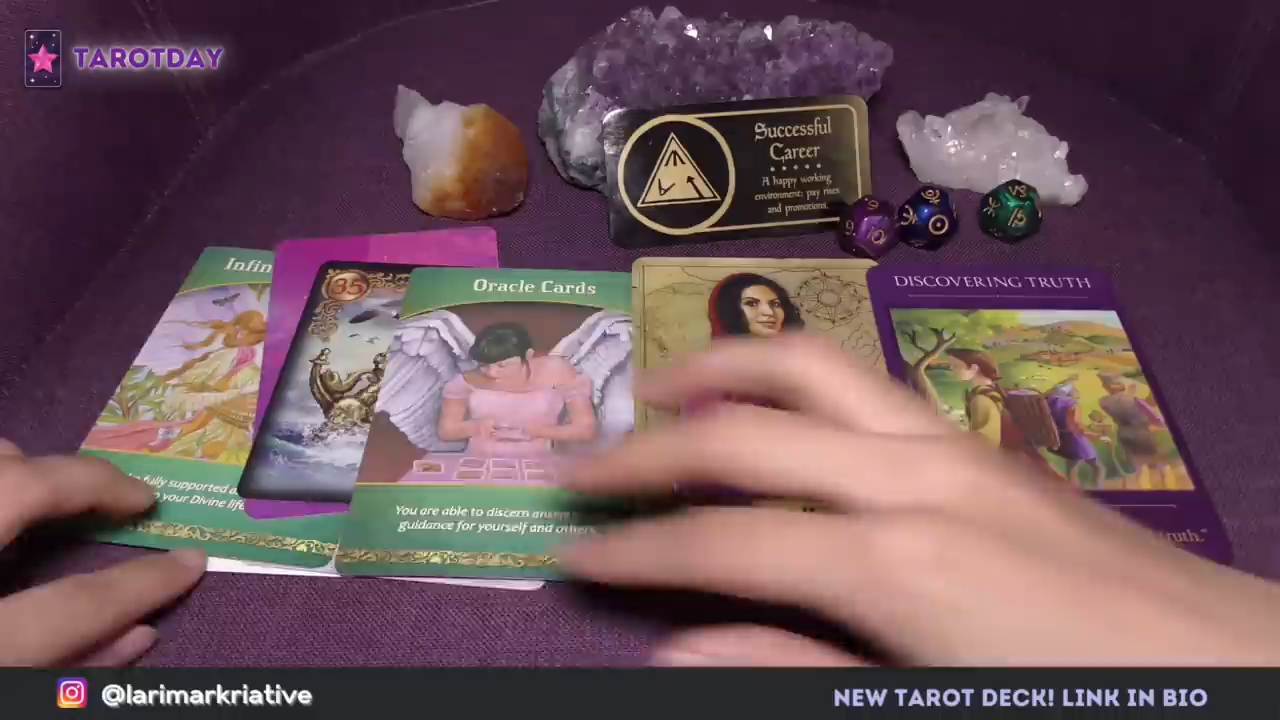 TAROTDAY
Successful
Career
A happy working
environment; pay rises
and promotions.
Infin
35
Oracle Cards
DISCOVERING TRUTH
fully supported
your Divine life
You are able to discern
guidance for yourself and others
truth."
@larimarkriative
NEW TAROT DECK! LINK IN BIO